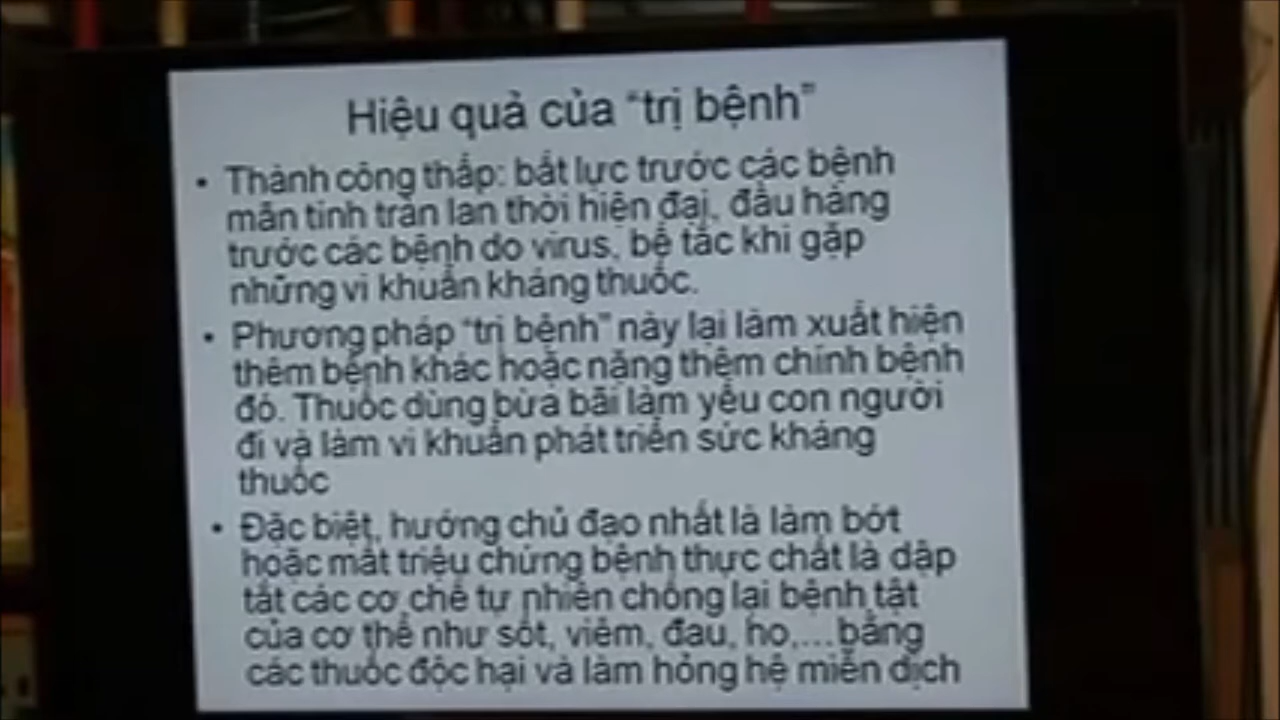 Hiệu quả của “trị bệnh”
• Thành công thấp: bất lực trước các bệnh
mãn tính tràn lan thời hiện đại, đầu hàng
trước các bệnh do virus, bế tắc khi gặp
những vi khuẩn kháng thuốc.
• Phương pháp “trị bệnh” này lại làm xuất hiện
thêm bệnh khác hoặc nặng thêm chính bệnh
đó. Thuốc dùng bừa bãi làm yếu con người
đi và làm vi khuẩn phát triển sức kháng
thuốc
• Đặc biệt, hướng chủ đạo nhất là làm bớt
hoặc mất triệu chứng bệnh thực chất là dập
tắt các cơ chế tự nhiên chống lại bệnh tật
của cơ thể như sốt, viêm, đau, ho,...bằng
các thuốc độc hại và làm hỏng hệ miễn dịch